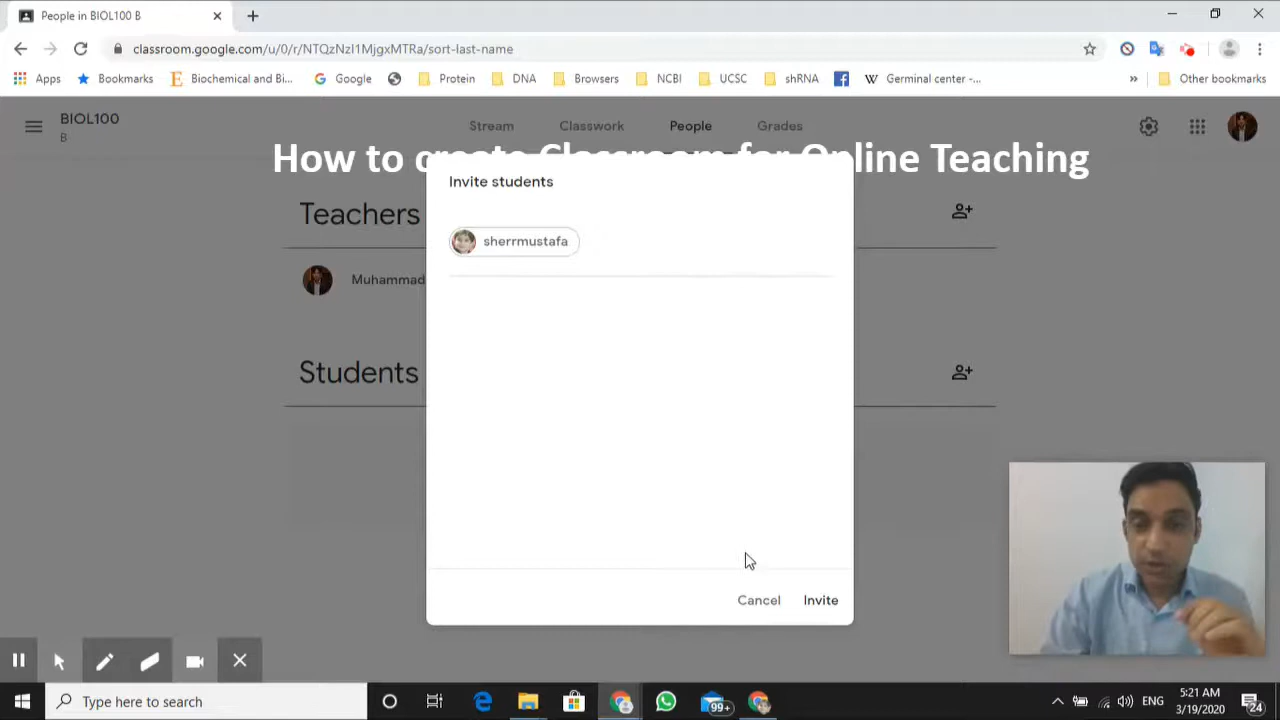 People in BIOL100 B
classroom.google.com/u/0/r/NTQzNzI1MjgxMTRa/sort-last-name
Apps
Bookmarks
Biochemical and Bi...
Google
Protein
DNA
Browsers
NCBI
UCSC
shRNA
Germinal center -...
»
Other bookmarks
BIOL100
B
Stream
Classwork
People
Grades
How to create Classroom for Online Teaching
Invite students
Teachers
sherrmustafa
Muhammad
Students
Cancel
Invite
Type here to search
99+
ENG
5:21 AM
3/19/2020
24